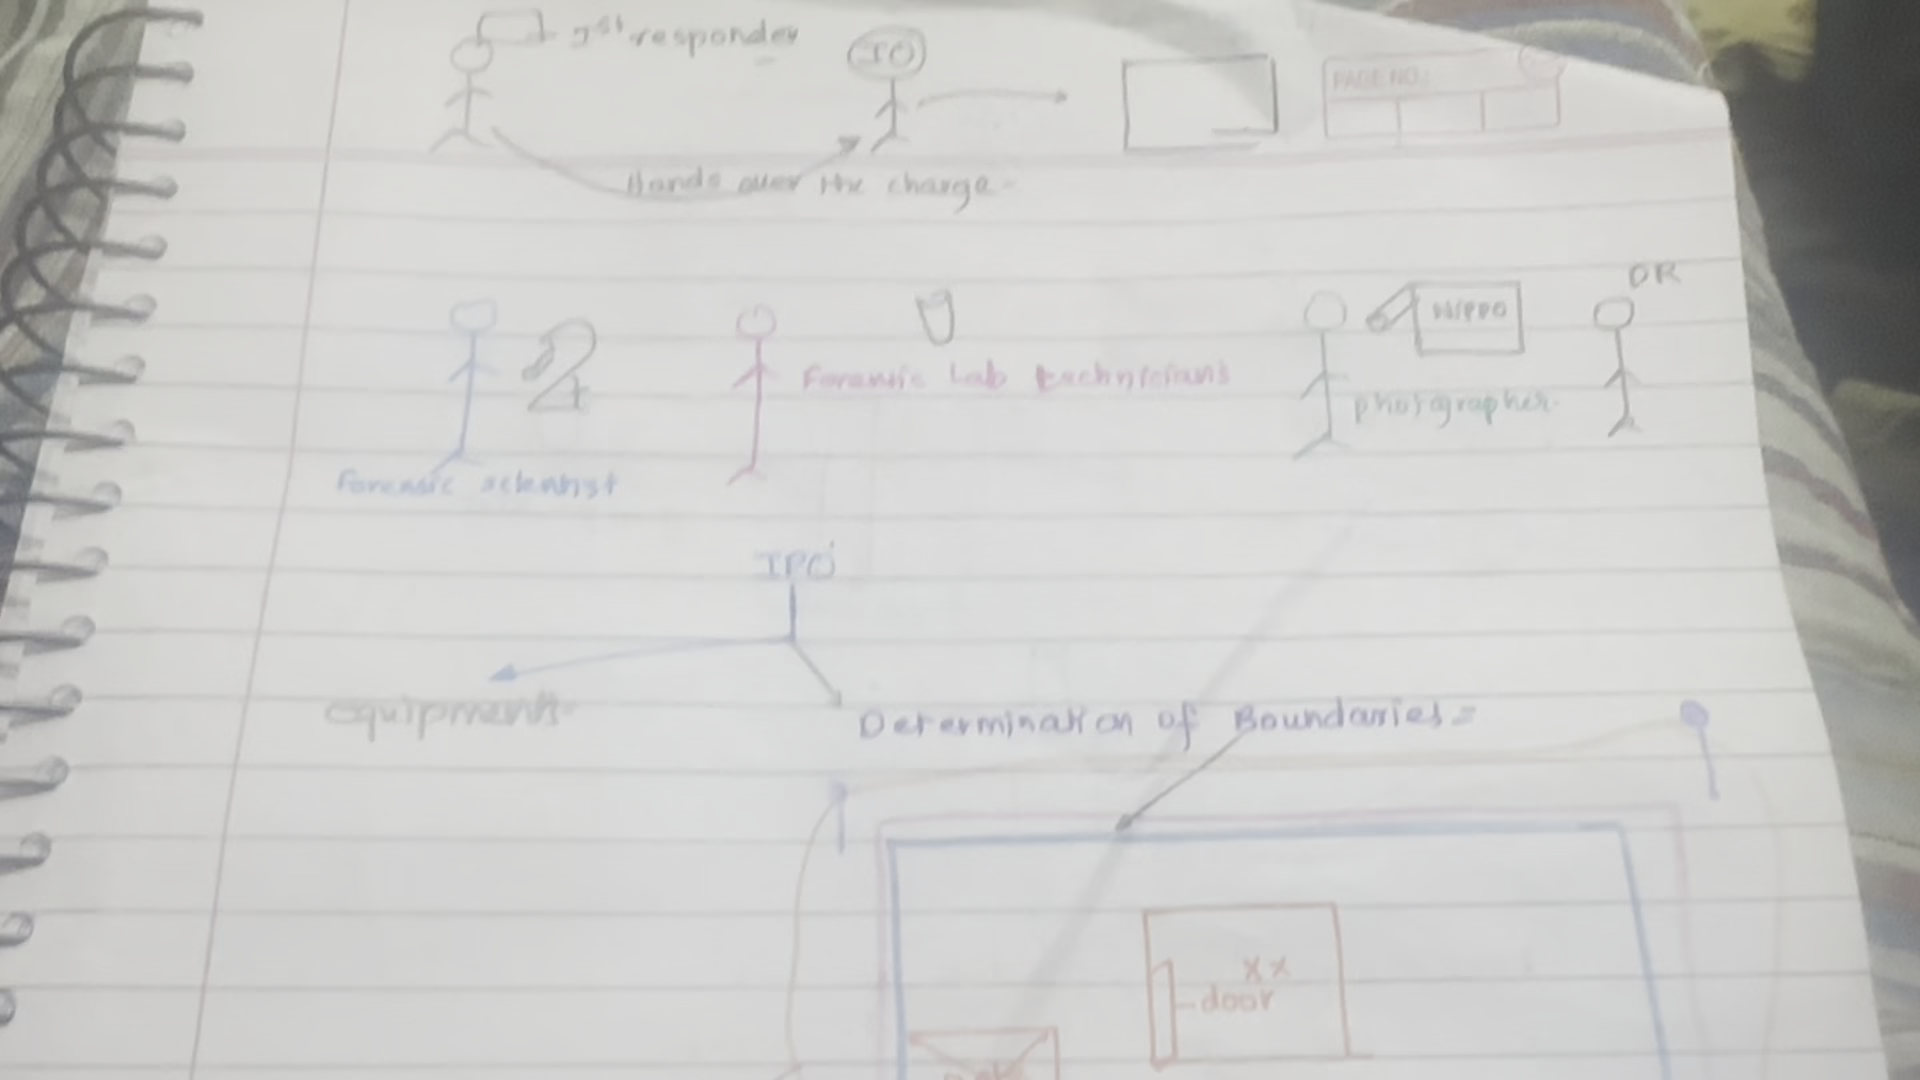 1st responder
IO
PAGE NO.:
Hands over the charge-
DR
Forensic Lab technicians
photographer.
Forensic scientist
IPO
equipments-
Determination of Boundaries=
XX
door